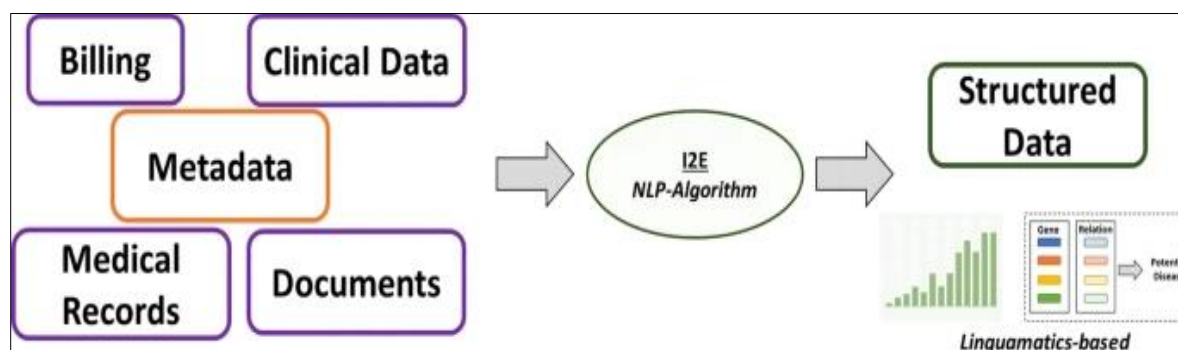 Billing
Clinical Data
Metadata
Medical
Records
Documents
I2E
NLP-Algorithm
Structured
Data
Gene
Relation
Linguamatics-based